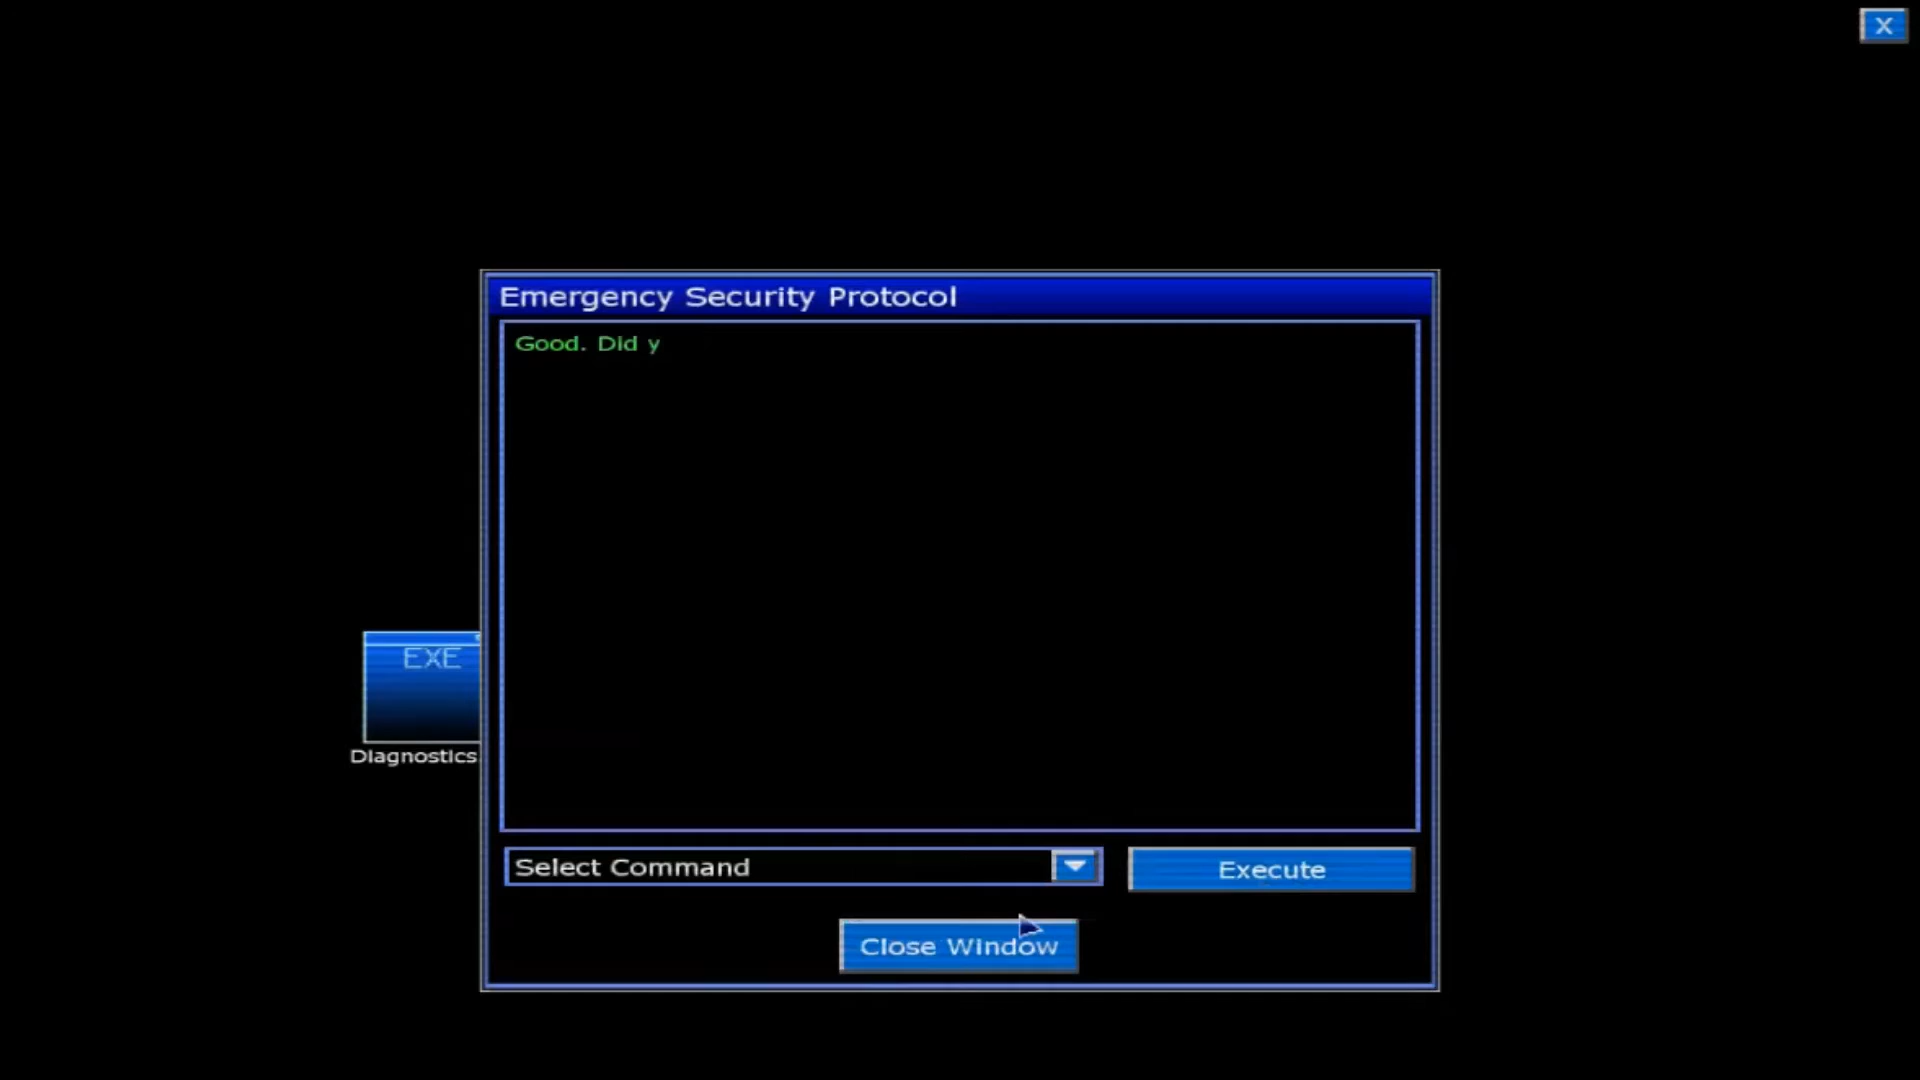 X
Emergency Security Protocol
Good. Did y
EXE
Diagnostics
Select Command
Execute
Close Window